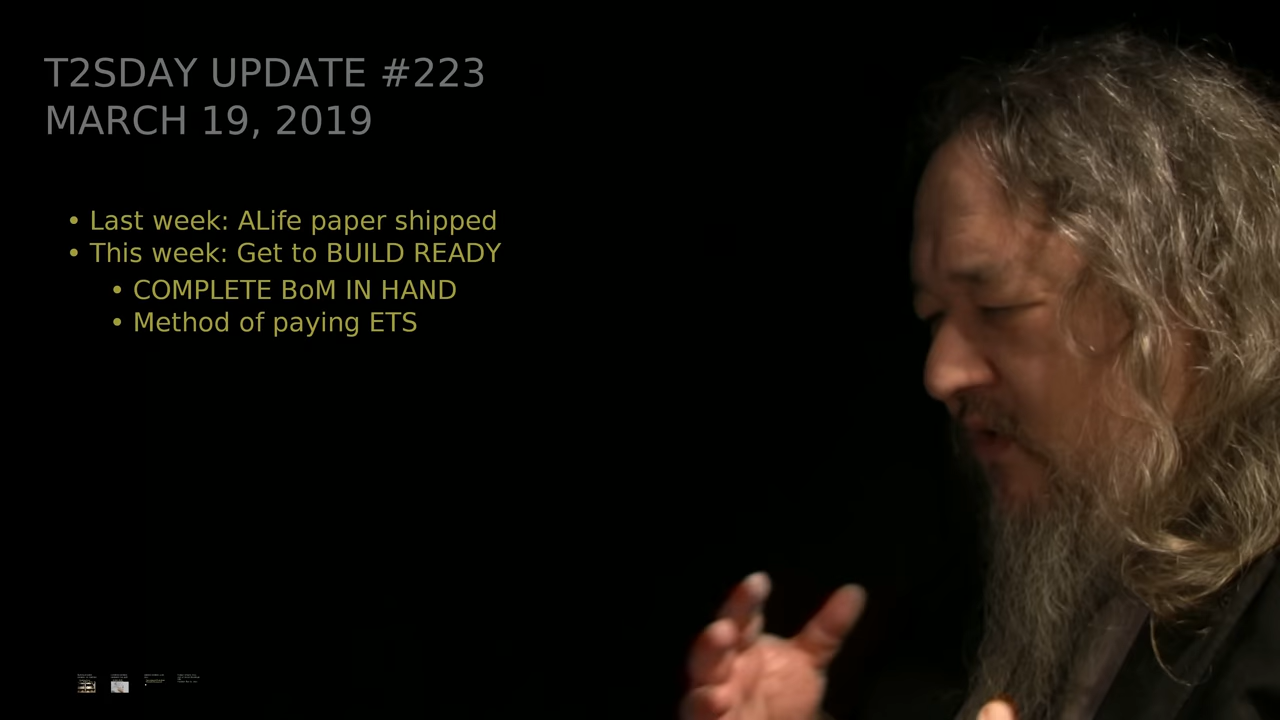 T2SDAY UPDATE #223
MARCH 19, 2019
• Last week: ALife paper shipped
• This week: Get to BUILD READY
• COMPLETE BoM IN HAND
• Method of paying ETS